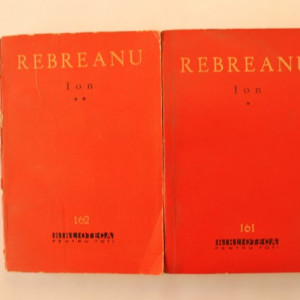 REBREANU
Ion
**
162
BIBLIOTECA
PENTRU TOȚI
REBREANU
Ion
*
161
BIBLIOTECA
PENTRU TOȚI